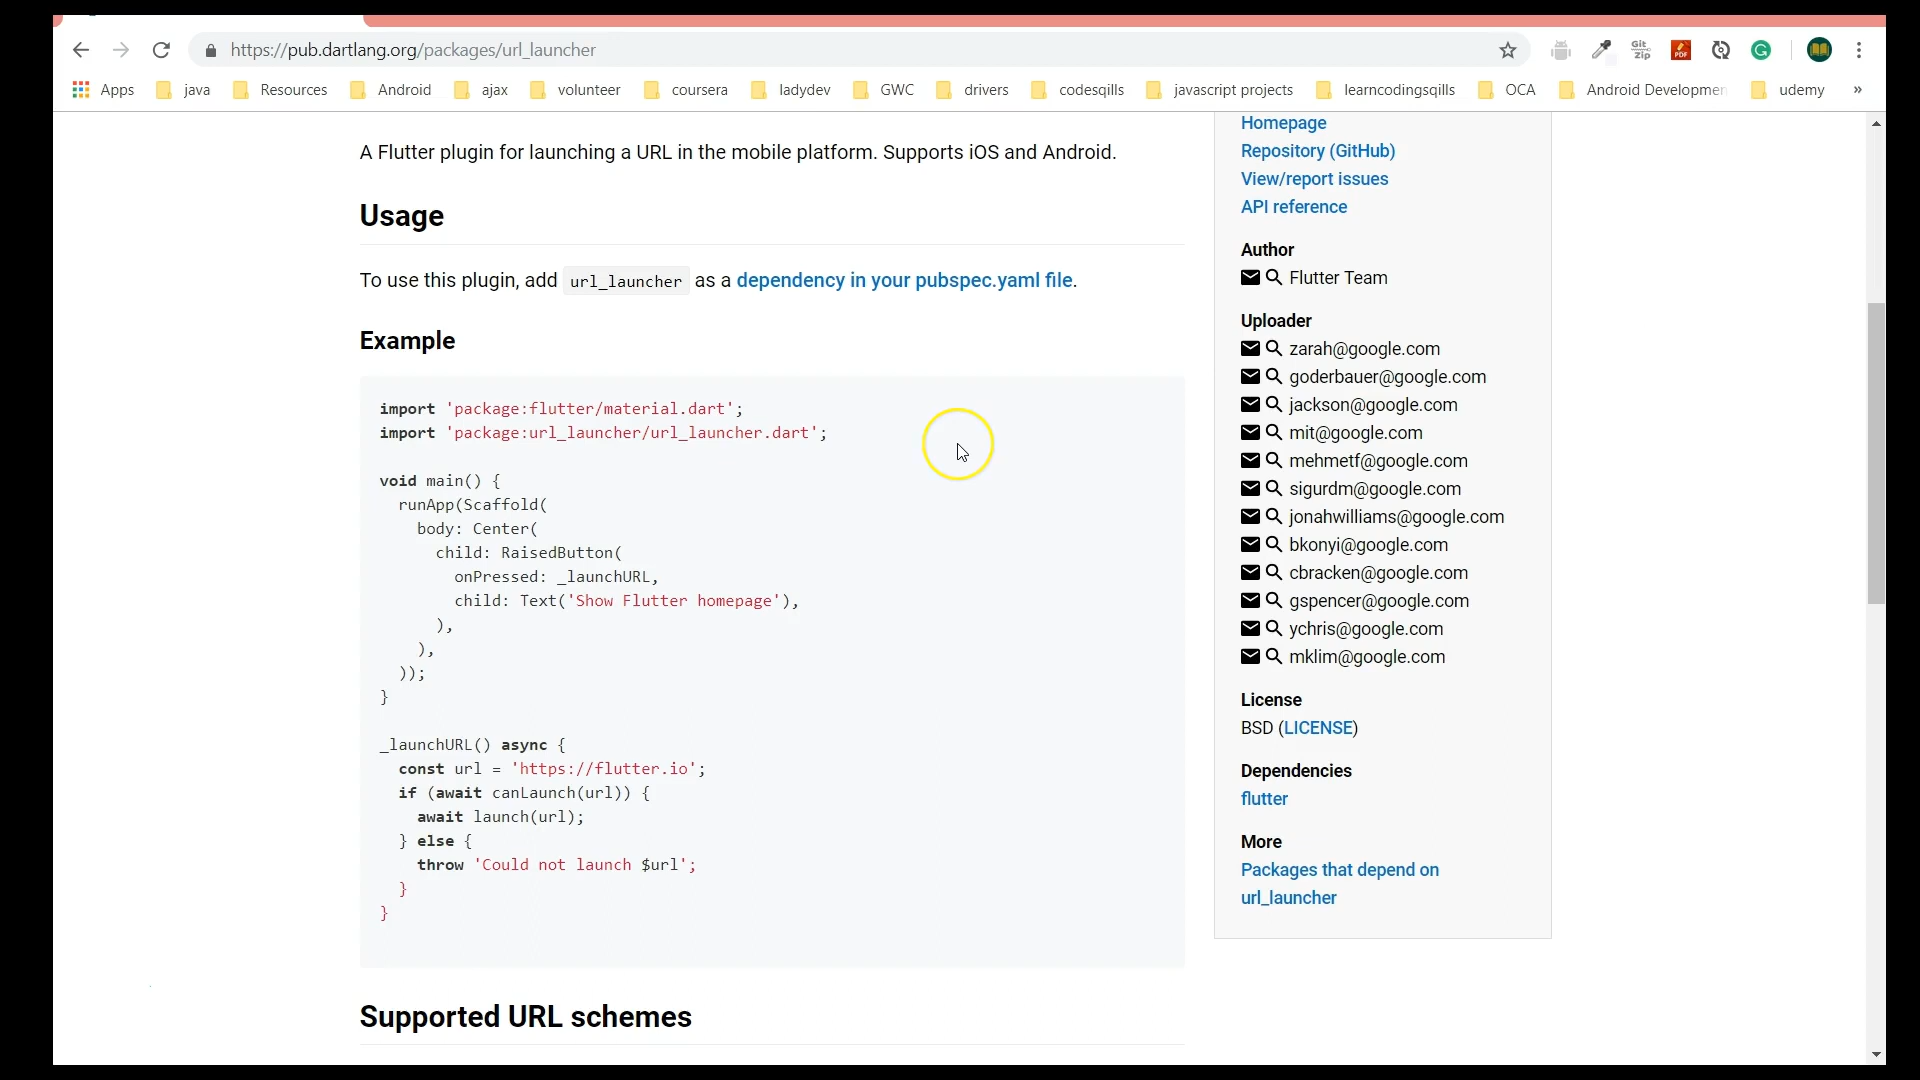 https://pub.dartlang.org/packages/url_launcher
Git Zip
PDF
Apps java Resources Android ajax volunteer coursera ladydev GWC drivers codesqills javascript projects learncodingsqills OCA Android Developmen udemy »
A Flutter plugin for launching a URL in the mobile platform. Supports iOS and Android.
Usage
To use this plugin, add url_launcher as a dependency in your pubspec.yaml file.
Example
import 'package:flutter/material.dart';
import 'package:url_launcher/url_launcher.dart';
void main() {
  runApp(Scaffold(
    body: Center(
      child: RaisedButton(
        onPressed: _launchURL,
        child: Text('Show Flutter homepage'),
      ),
    ),
  ));
}
_launchURL() async {
  const url = 'https://flutter.io';
  if (await canLaunch(url)) {
    await launch(url);
  } else {
    throw 'Could not launch $url';
  }
}
Supported URL schemes
Homepage
Repository (GitHub)
View/report issues
API reference
Author
Flutter Team
Uploader
zarah@google.com
goderbauer@google.com
jackson@google.com
mit@google.com
mehmetf@google.com
sigurdm@google.com
jonahwilliams@google.com
bkonyi@google.com
cbracken@google.com
gspencer@google.com
ychris@google.com
mklim@google.com
License
BSD (LICENSE)
Dependencies
flutter
More
Packages that depend on
url_launcher